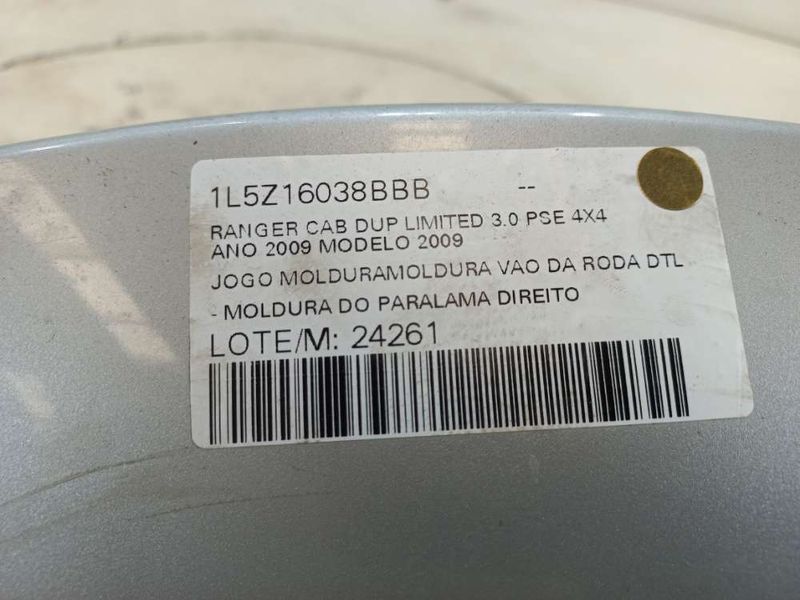 1L5Z16038BBB --
RANGER CAB DUP LIMITED 3.0 PSE 4X4
ANO 2009 MODELO 2009
JOGO MOLDURAMOLDURA VAO DA RODA DTL
- MOLDURA DO PARALAMA DIREITO
LOTE/M: 24261